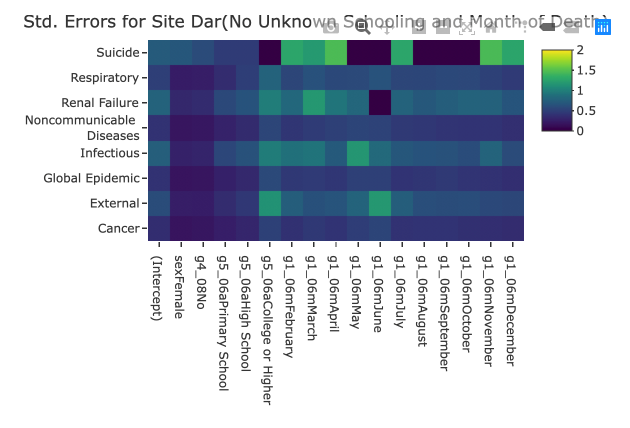 Std. Errors for Site Dar(No Unknown Schooling and Month of Death)
Suicide
Respiratory
Renal Failure
Noncommunicable
Diseases
Infectious
Global Epidemic
External
Cancer
(Intercept)
sexFemale
g4_08No
g5_06aPrimary School
g5_06aHigh School
g5_06aCollege or Higher
g1_06mFebruary
g1_06mMarch
g1_06mApril
g1_06mMay
g1_06mJune
g1_06mJuly
g1_06mAugust
g1_06mSeptember
g1_06mOctober
g1_06mNovember
g1_06mDecember
2
1.5
1
0.5
0